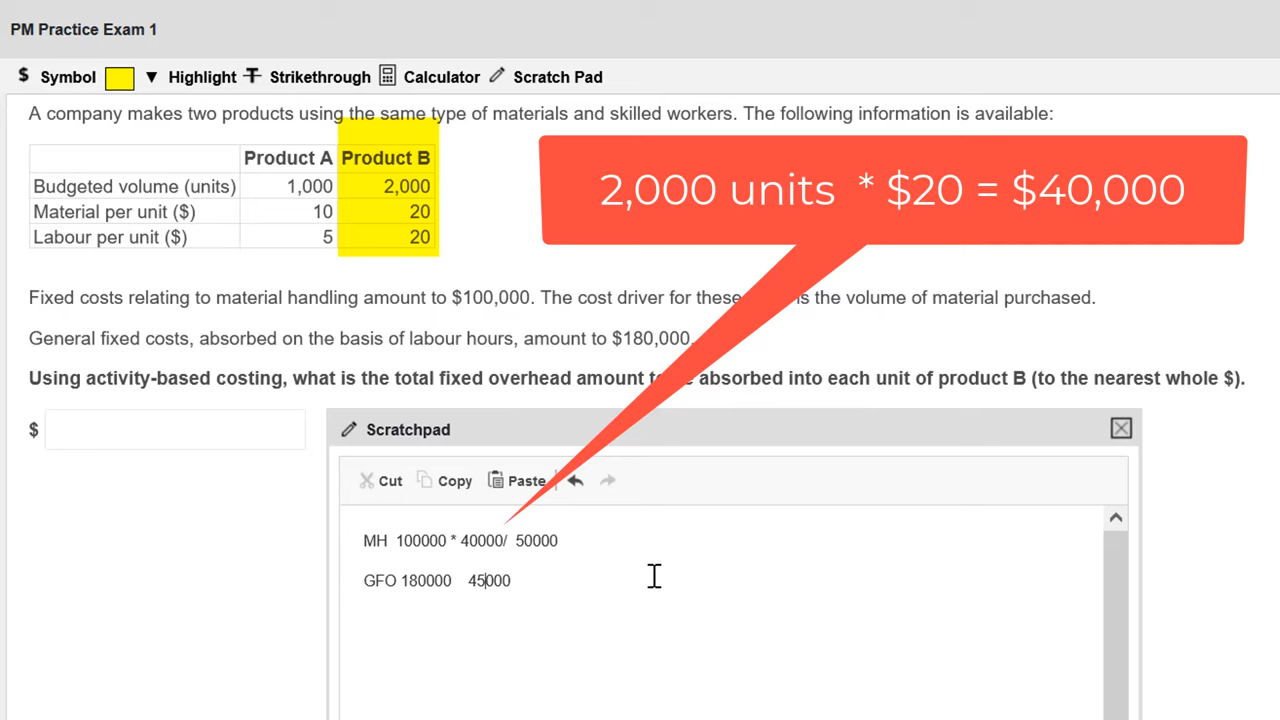 PM Practice Exam 1
$ Symbol ▼ Highlight T Strikethrough Calculator Scratch Pad
A company makes two products using the same type of materials and skilled workers. The following information is available:
Product A Product B
Budgeted volume (units) 1,000 2,000
Material per unit ($) 10 20
Labour per unit ($) 5 20
2,000 units * $20 = $40,000
Fixed costs relating to material handling amount to $100,000. The cost driver for these is the volume of material purchased.
General fixed costs, absorbed on the basis of labour hours, amount to $180,000.
Using activity-based costing, what is the total fixed overhead amount absorbed into each unit of product B (to the nearest whole $).
$
Scratchpad
Cut Copy Paste
MH 100000 * 40000/ 50000
GFO 180000 45000